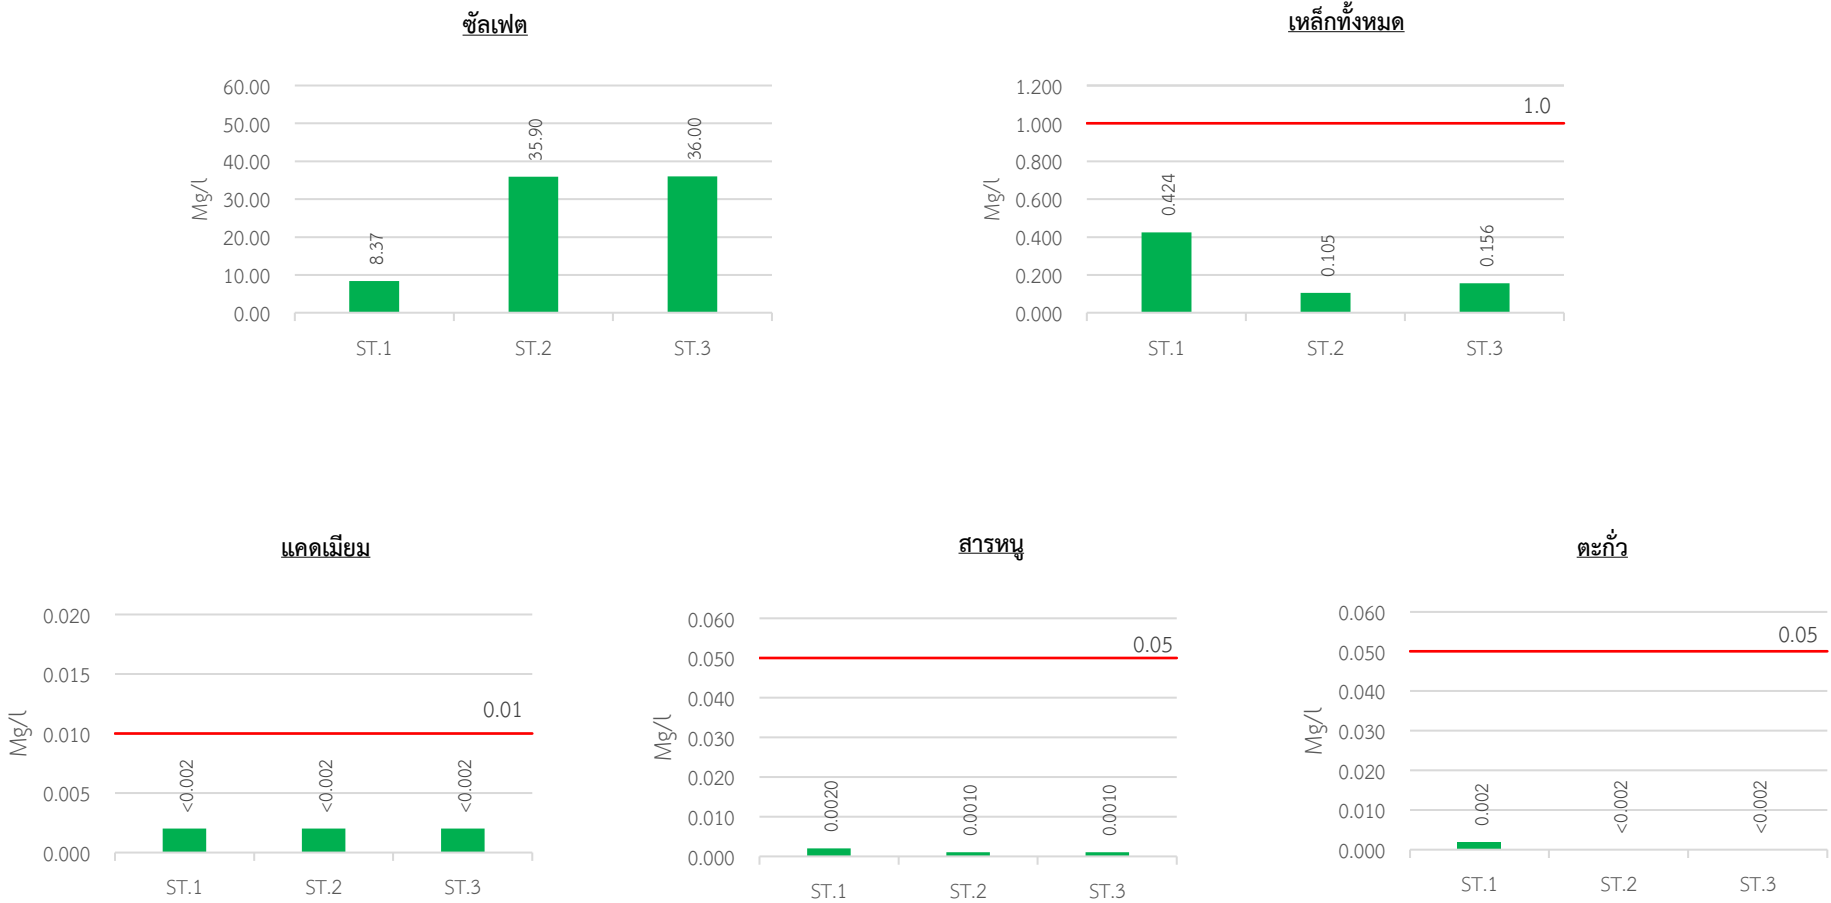 ซัลเฟต
60.00
50.00
40.00
30.00
20.00
10.00
0.00
Mg/l
8.37
35.90
36.00
ST.1
ST.2
ST.3
เหล็กทั้งหมด
1.200
1.000
0.800
0.600
0.400
0.200
0.000
Mg/l
1.0
0.424
0.105
0.156
ST.1
ST.2
ST.3
แคดเมียม
0.020
0.015
0.010
0.005
0.000
Mg/l
0.01
<0.002
<0.002
<0.002
ST.1
ST.2
ST.3
สารหนู
0.060
0.050
0.040
0.030
0.020
0.010
0.000
Mg/l
0.05
0.0020
0.0010
0.0010
ST.1
ST.2
ST.3
ตะกั่ว
0.060
0.050
0.040
0.030
0.020
0.010
0.000
Mg/l
0.05
0.002
<0.002
<0.002
ST.1
ST.2
ST.3